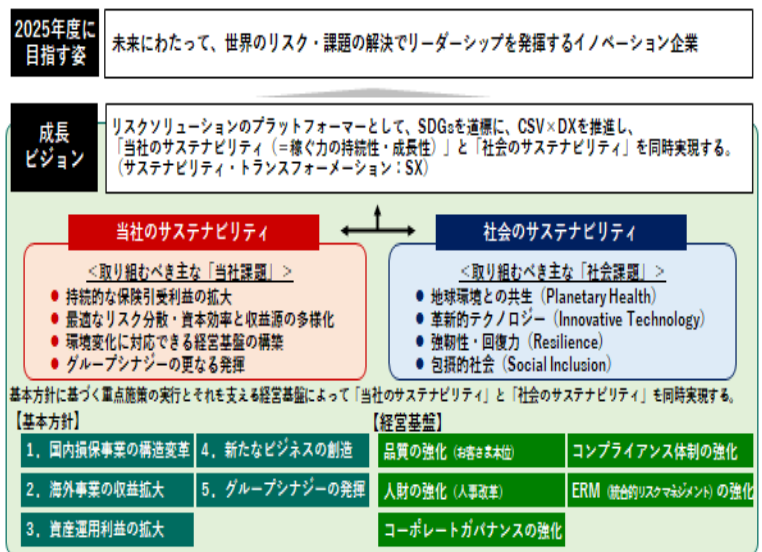 2025年度に
目指す姿
未来にわたって、世界のリスク・課題の解決でリーダーシップを発揮するイノベーション企業
成長
ビジョン
リスクソリューションのプラットフォーマーとして、SDGsを道標に、CSV×DXを推進し、
「当社のサステナビリティ（＝稼ぐ力の持続性・成長性）」と「社会のサステナビリティ」を同時実現する。
（サステナビリティ・トランスフォーメーション：SX）
当社のサステナビリティ
＜取り組むべき主な「当社課題」＞
● 持続的な保険引受利益の拡大
● 最適なリスク分散・資本効率と収益源の多様化
● 環境変化に対応できる経営基盤の構築
● グループシナジーの更なる発揮
社会のサステナビリティ
＜取り組むべき主な「社会課題」＞
● 地球環境との共生（Planetary Health）
● 革新的テクノロジー（Innovative Technology）
● 強靭性・回復力（Resilience）
● 包摂的社会（Social Inclusion）
基本方針に基づく重点施策の実行とそれを支える経営基盤によって「当社のサステナビリティ」と「社会のサステナビリティ」を同時実現する。
【基本方針】
1．国内損保事業の構造変革
2．海外事業の収益拡大
3．資産運用利益の拡大
4．新たなビジネスの創造
5．グループシナジーの発揮
【経営基盤】
品質の強化（お客さま本位）
人財の強化（人事改革）
コーポレートガバナンスの強化
コンプライアンス体制の強化
ERM（統合的リスクマネジメント）の強化